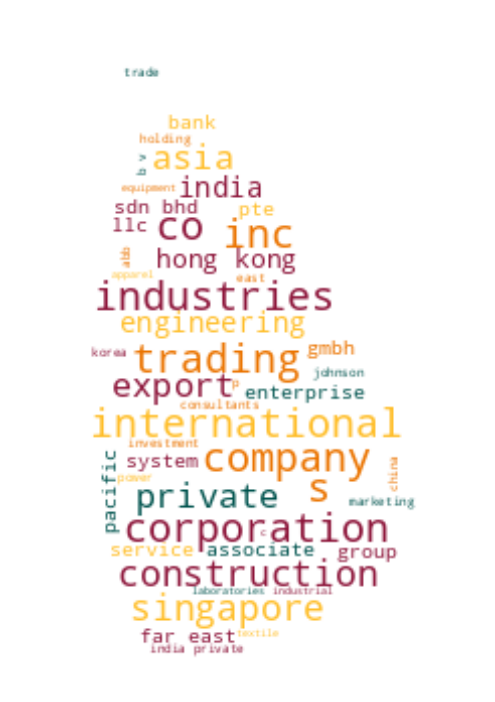 trade
bank
holding
b v
asia
equipment
india
sdn bhd
pte
llc
co
inc
abb
hong kong
apparel
east
industries
engineering
korea
trading
gmbh
johnson
export
p
enterprise
consultants
international
investment
pacific
system
company
china
power
private
s
marketing
corporation
c
service
associate
group
construction
laboratories
industrial
singapore
far east
textile
india private